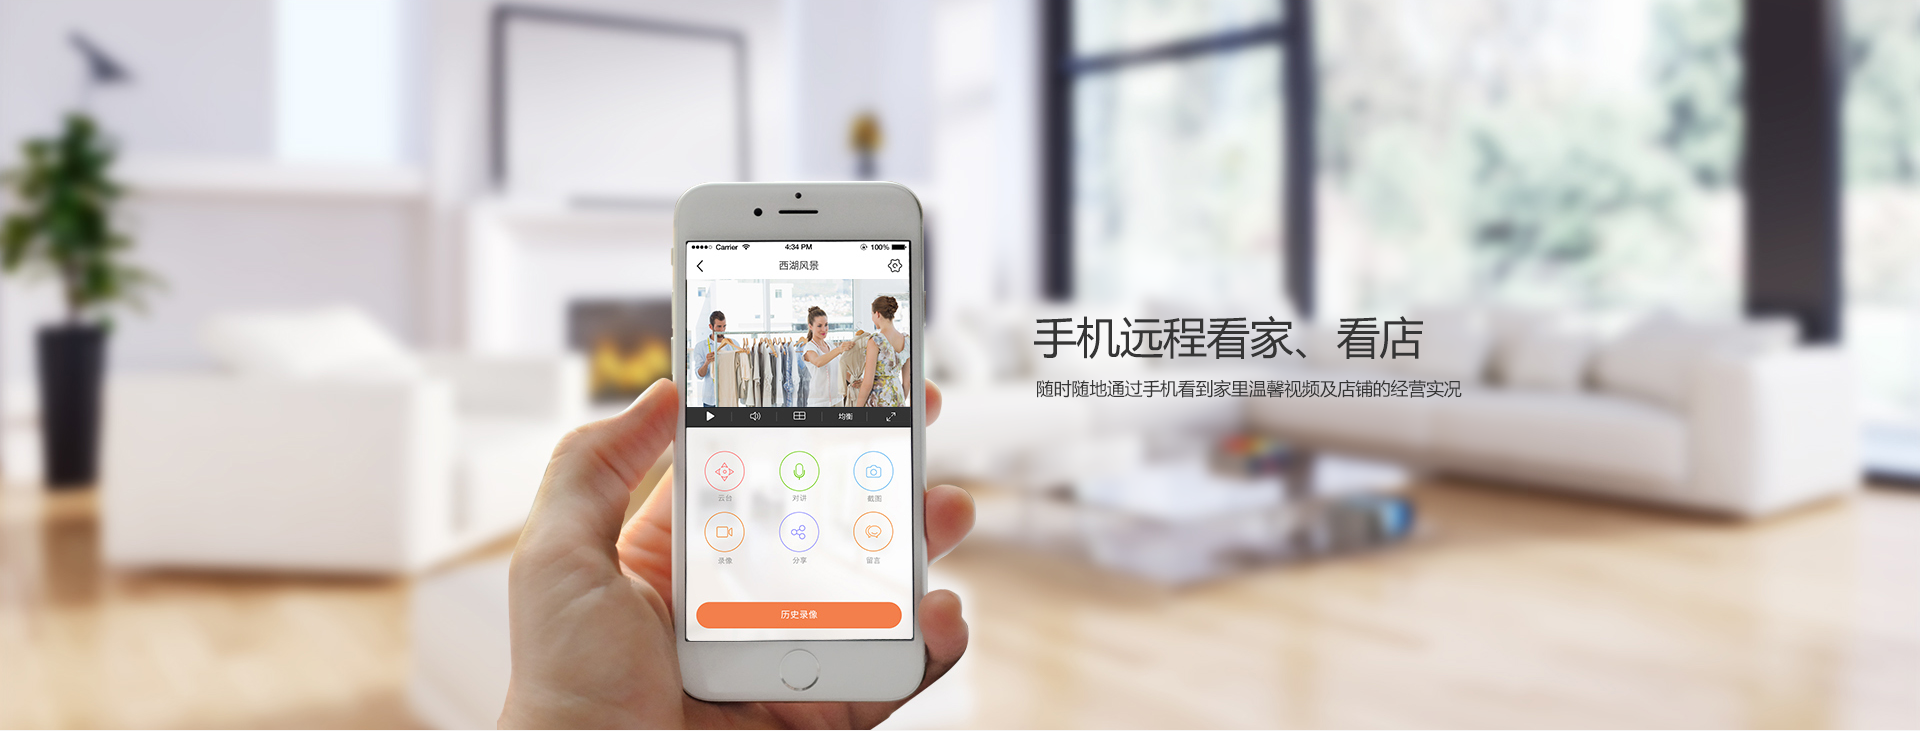 Carrier 4:34 PM 100%
西湖风景
均衡
云台 对讲 截图
录像 分享 留言
历史录像
手机远程看家、看店
随时随地通过手机看到家里温馨视频及店铺的经营实况